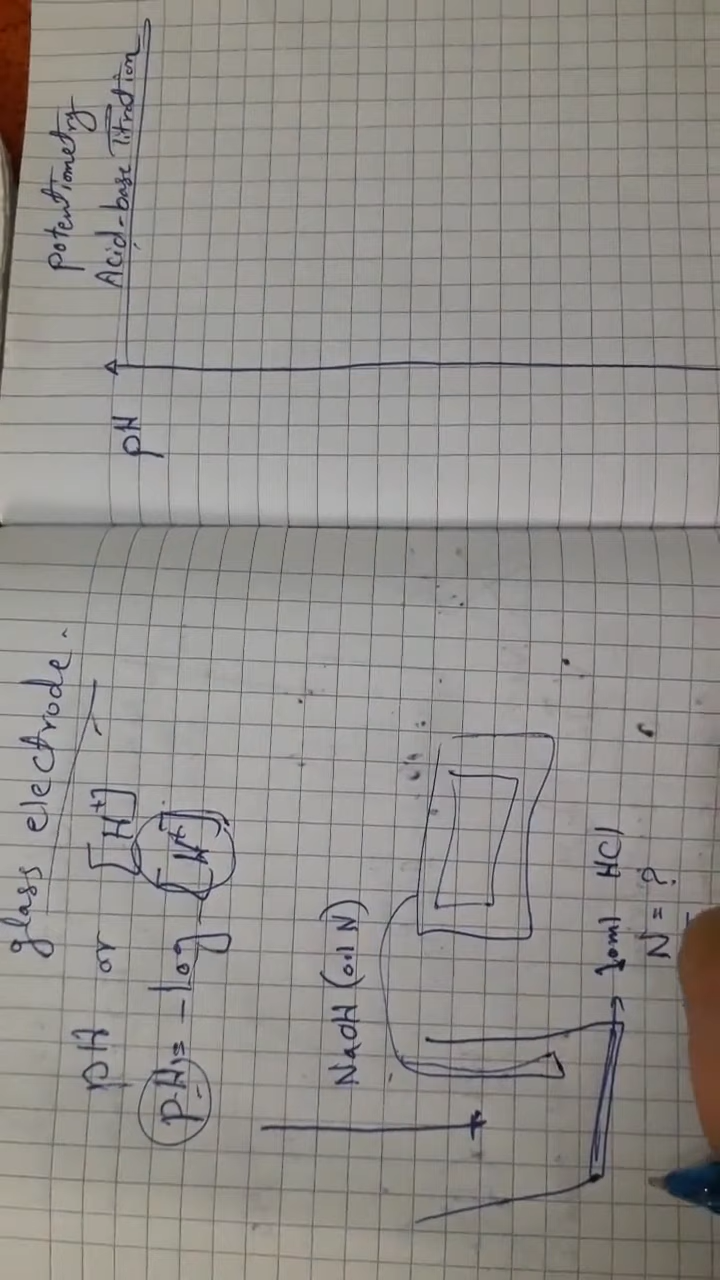 glass electrode.
pH or [H+]
pH = - Log [H+]
NaOH (0.1 N)
10ml HCl
N = ?
potentiometry
Acid-base Titration
pH